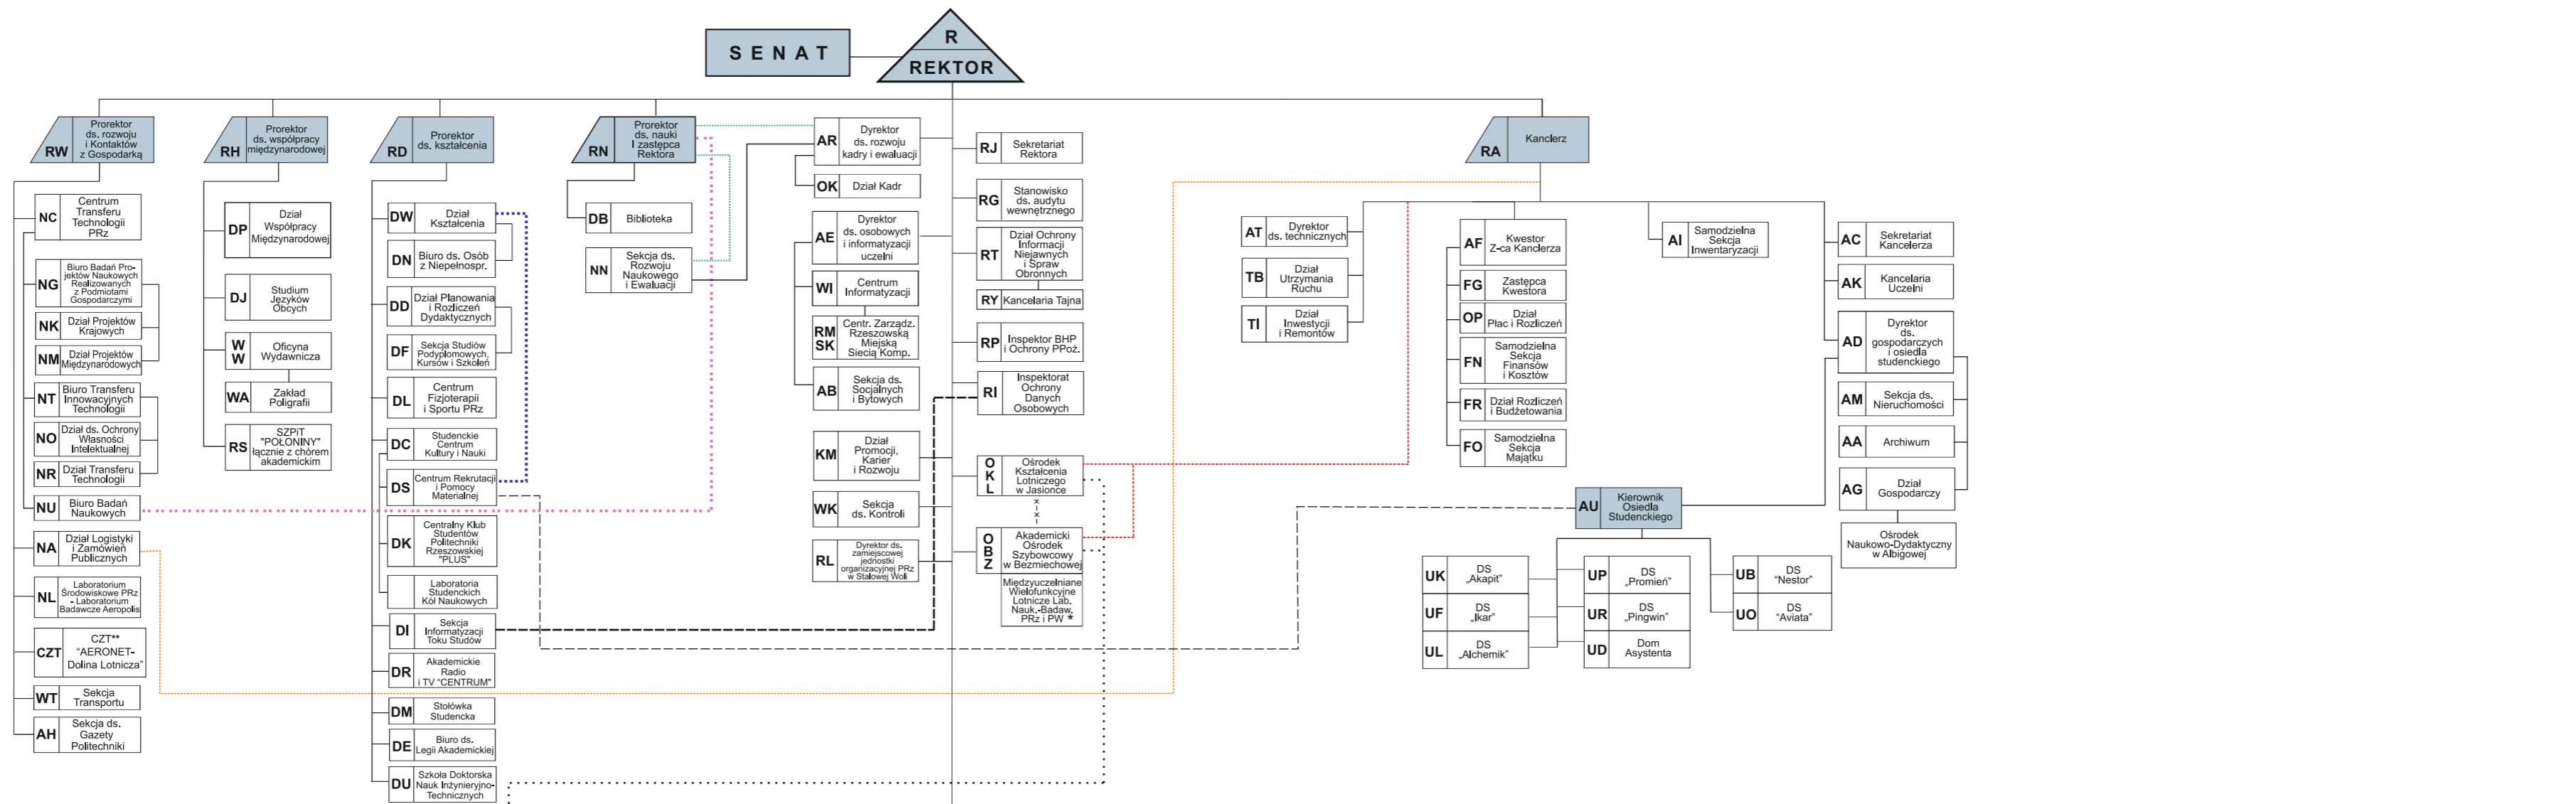 S E N A T
R
REKTOR
RW
Prorektor
ds. rozwoju
i Kontaktów
z Gospodarką
RH
Prorektor
ds. współpracy
międzynarodowej
RD
Prorektor
ds. kształcenia
RN
Prorektor
ds. nauki
I zastępca
Rektora
RA
Kanclerz
NC
Centrum
Transferu
Technologii
PRz
NG
Biuro Badań Pro-
jektów Naukowych
Realizowanych
z Podmiotami
Gospodarczymi
NK
Dział Projektów
Krajowych
NM
Dział Projektów
Międzynarodowych
NT
Biuro Transferu
Innowacyjnych
Technologii
NO
Dział ds. Ochrony
Własności
Intelektualnej
NR
Dział Transferu
Technologii
NU
Biuro Badań
Naukowych
NA
Dział Logistyki
i Zamówień
Publicznych
NL
Laboratorium
Środowiskowe PRz
- Laboratorium
Badawcze Aeropolis
CZT
CZT**
"AERONET-
Dolina Lotnicza"
WT
Sekcja
Transportu
AH
Sekcja ds.
Gazety
Politechniki
DP
Dział
Współpracy
Międzynarodowej
DJ
Studium
Języków
Obcych
W
W
Oficyna
Wydawnicza
WA
Zakład
Poligrafii
RS
SZPiT
"POŁONINY"
łącznie z chórem
akademickim
DW
Dział
Kształcenia
DN
Biuro ds. Osób
z Niepełnospr.
DD
Dział Planowania
i Rozliczeń
Dydaktycznych
DF
Sekcja Studiów
Podyplomowych,
Kursów i Szkoleń
DL
Centrum
Fizjoterapii
i Sportu PRz
DC
Studenckie
Centrum
Kultury i Nauki
DS
Centrum Rekrutacji
i Pomocy
Materialnej
DK
Centralny Klub
Studentów
Politechniki
Rzeszowskiej
"PLUS"
Laboratoria
Studenckich
Kół Naukowych
DI
Sekcja
Informatyzacji
Toku Studów
DR
Akademickie
Radio
i TV "CENTRUM"
DM
Stołówka
Studencka
DE
Biuro ds.
Legii Akademickiej
DU
Szkoła Doktorska
Nauk Inżynieryjno-
Technicznych
DB
Biblioteka
NN
Sekcja ds.
Rozwoju
Naukowego
i Ewaluacji
AR
Dyrektor
ds. rozwoju
kadry i ewaluacji
OK
Dział Kadr
AE
Dyrektor
ds. osobowych
i informatyzacji
uczelni
WI
Centrum
Informatyzacji
RM
SK
Centr. Zarządz.
Rzeszowską
Miejską
Siecią Komp.
AB
Sekcja ds.
Socjalnych
i Bytowych
KM
Dział
Promocji,
Karier
i Rozwoju
WK
Sekcja
ds. Kontroli
RL
Dyrektor ds.
zamiejscowej
jednostki
organizacyjnej PRz
w Stalowej Woli
RJ
Sekretariat
Rektora
RG
Stanowisko
ds. audytu
wewnętrznego
RT
Dział Ochrony
Informacji
Niejawnych
i Spraw
Obronnych
RY
Kancelaria Tajna
RP
Inspektor BHP
i Ochrony PPoż.
RI
Inspektorat
Ochrony
Danych
Osobowych
O
K
L
Ośrodek
Kształcenia
Lotniczego
w Jasionce
x
x
O
B
Z
Akademicki
Ośrodek
Szybowcowy
w Bezmiechowej
Międzyuczelniane
Wielofunkcyjne
Lotnicze Lab.
Nauk.-Badaw.
PRz i PW *
AT
Dyrektor
ds. technicznych
TB
Dział
Utrzymania
Ruchu
TI
Dział
Inwestycji
i Remontów
AF
Kwestor
Z-ca Kanclerza
FG
Zastępca
Kwestora
OP
Dział
Płac i Rozliczeń
FN
Samodzielna
Sekcja
Finansów
i Kosztów
FR
Dział Rozliczeń
i Budżetowania
FO
Samodzielna
Sekcja
Majątku
AI
Samodzielna
Sekcja
Inwentaryzacji
AC
Sekretariat
Kancelerza
AK
Kancelaria
Uczelni
AD
Dyrektor
ds.
gospodarczych
i osiedla
studenckiego
AM
Sekcja ds.
Nieruchomości
AA
Archiwum
AG
Dział
Gospodarczy
Ośrodek
Naukowo-Dydaktyczny
w Albigowej
AU
Kierownik
Osiedla
Studenckiego
UK
DS
„Akapit”
UF
DS
„Ikar”
UL
DS
„Alchemik”
UP
DS
„Promień”
UR
DS
„Pingwin”
UD
Dom
Asystenta
UB
DS
“Nestor”
UO
DS
“Aviata”